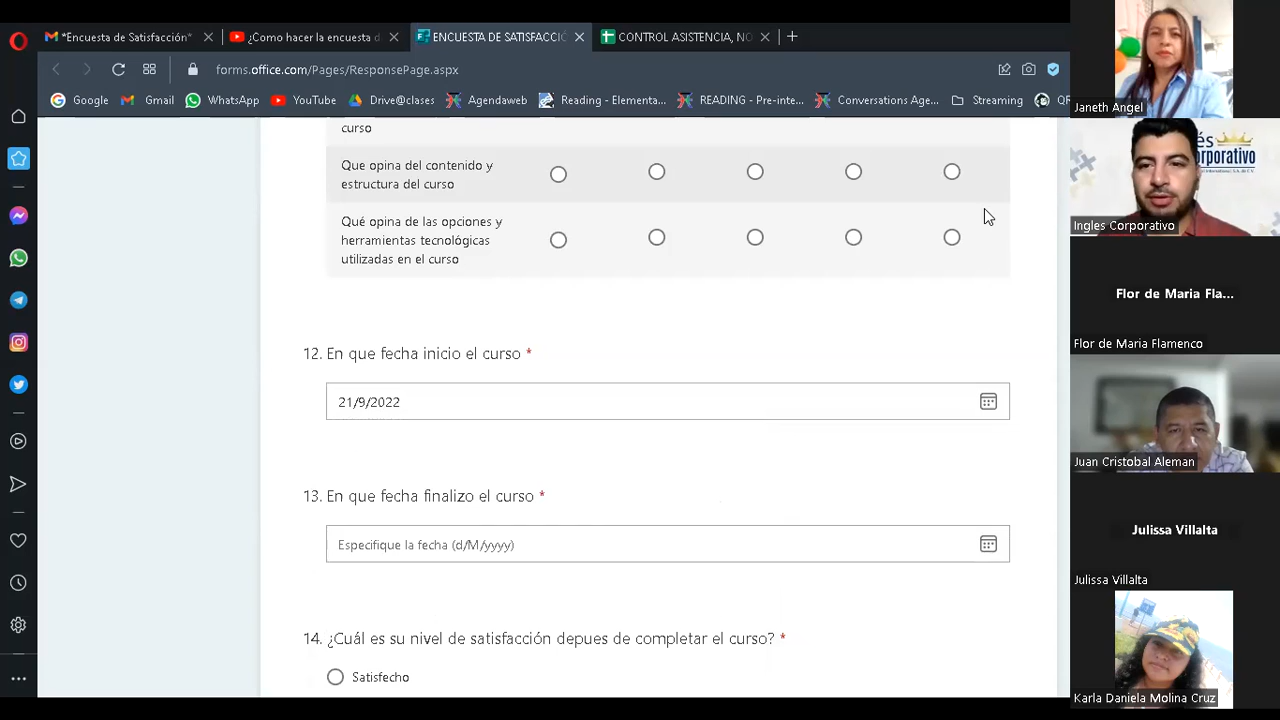 *Encuesta de Satisfacción*
¿Como hacer la encuesta d
ENCUESTA DE SATISFACCIÓ
CONTROL ASISTENCIA, NO
forms.office.com/Pages/ResponsePage.aspx
Google
Gmail
WhatsApp
YouTube
Drive@clases
Agendaweb
Reading - Elementa...
READING - Pre-inte...
Conversations Age...
Streaming
QR
curso
Que opina del contenido y
estructura del curso
Qué opina de las aplicaciones y
herramientas tecnológicas
utilizadas en el curso
12. En que fecha inicio el curso *
21/9/2022
13. En que fecha finalizo el curso *
Especifique la fecha (d/M/yyyy)
14. ¿Cuál es su nivel de satisfacción depues de completar el curso? *
Satisfecho
Janeth Angel
és
orporativo
Ingles Corporativo
Flor de Maria Fla...
Flor de Maria Flamenco
Juan Cristobal Aleman
Julissa Villalta
Julissa Villalta
Karla Daniela Molina Cruz